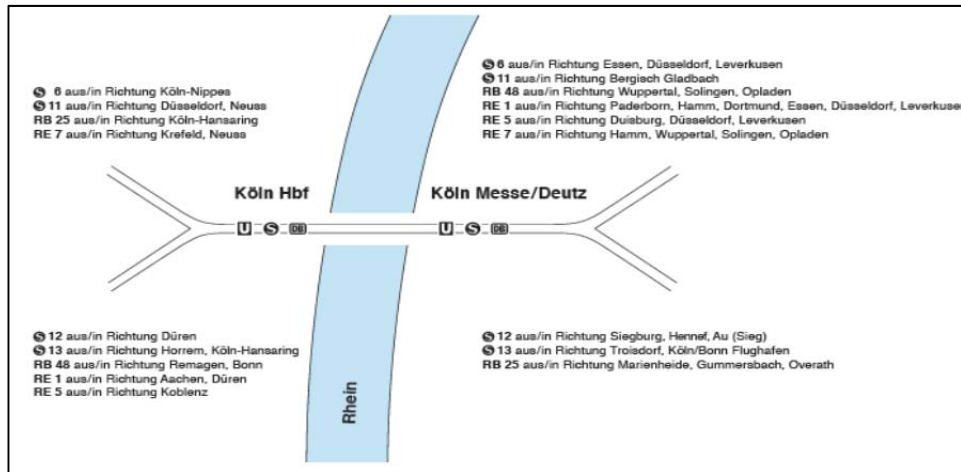 S 6 aus/in Richtung Köln-Nippes
S 11 aus/in Richtung Düsseldorf, Neuss
RB 25 aus/in Richtung Köln-Hansaring
RE 7 aus/in Richtung Krefeld, Neuss
S 6 aus/in Richtung Essen, Düsseldorf, Leverkusen
S 11 aus/in Richtung Bergisch Gladbach
RB 48 aus/in Richtung Wuppertal, Solingen, Opladen
RE 1 aus/in Richtung Paderborn, Hamm, Dortmund, Essen, Düsseldorf, Leverkusen
RE 5 aus/in Richtung Duisburg, Düsseldorf, Leverkusen
RE 7 aus/in Richtung Hamm, Wuppertal, Solingen, Opladen
Köln Hbf
U S DB
Köln Messe/Deutz
U S DB
S 12 aus/in Richtung Düren
S 13 aus/in Richtung Horrem, Köln-Hansaring
RB 48 aus/in Richtung Remagen, Bonn
RE 1 aus/in Richtung Aachen, Düren
RE 5 aus/in Richtung Koblenz
Rhein
S 12 aus/in Richtung Siegburg, Hennef, Au (Sieg)
S 13 aus/in Richtung Troisdorf, Köln/Bonn Flughafen
RB 25 aus/in Richtung Marienheide, Gummersbach, Overath